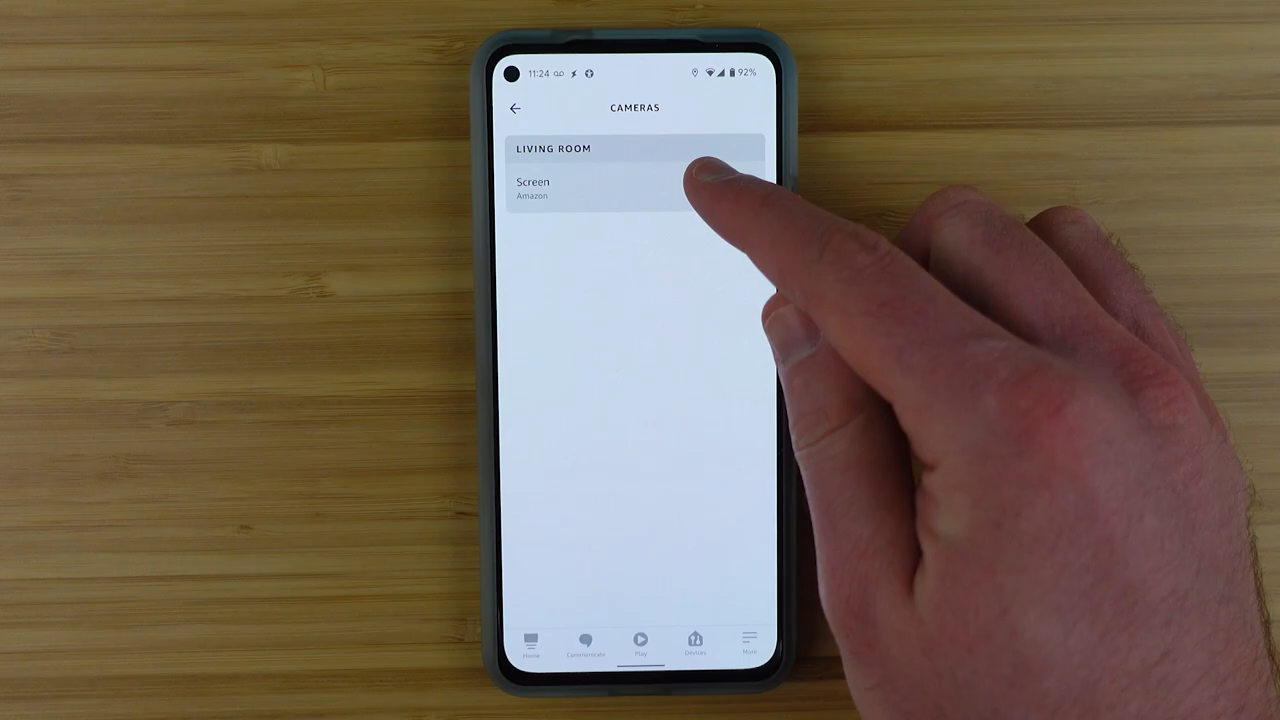 11:24
92%
CAMERAS
LIVING ROOM
Screen
Amazon
Home
Communicate
Play
Devices
More